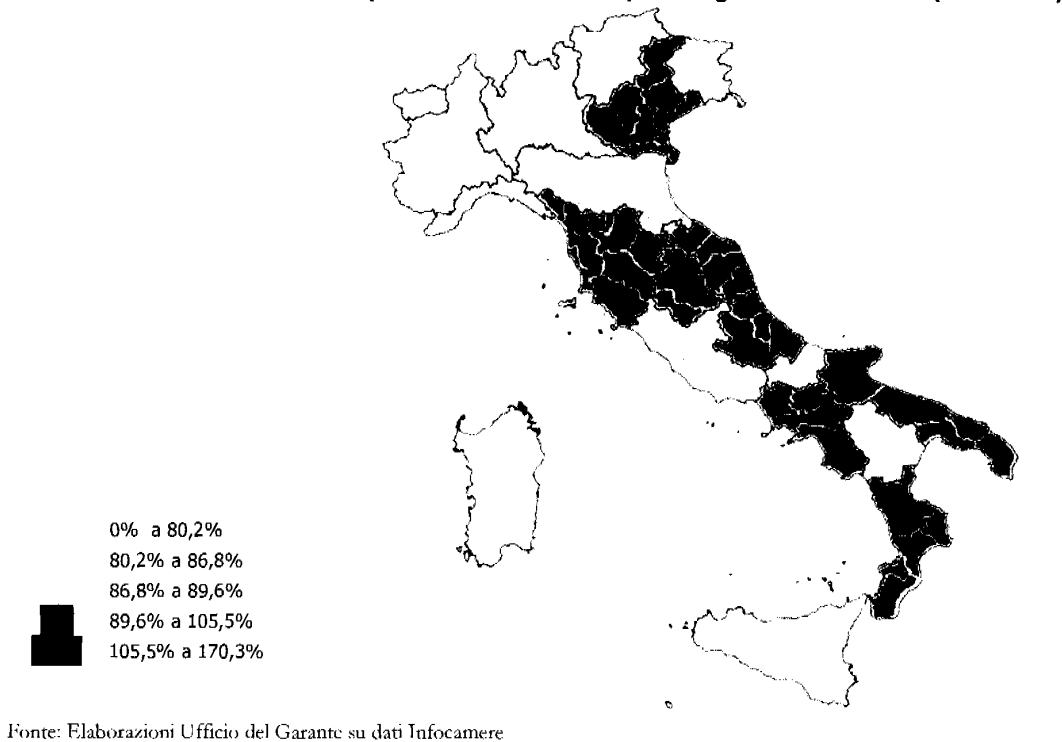 0% a 80,2%
80,2% a 86,8%
86,8% a 89,6%
89,6% a 105,5%
105,5% a 170,3%
Fonte: Elaborazioni Ufficio del Garante su dati Infocamere